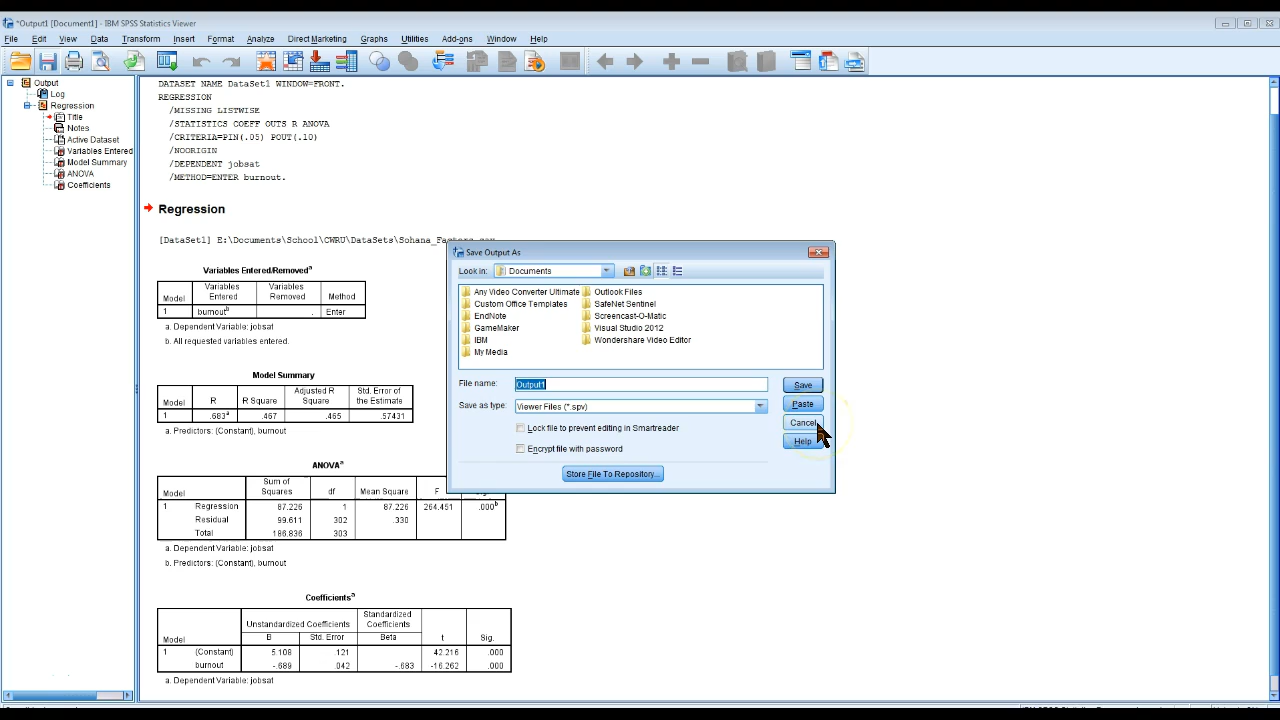 *Output1 [Document1] - IBM SPSS Statistics Viewer
File Edit View Data Transform Insert Format Analyze Direct Marketing Graphs Utilities Add-ons Window Help
Output
Log
Regression
Title
Notes
Active Dataset
Variables Entered
Model Summary
ANOVA
Coefficients
DATASET NAME DataSet1 WINDOW=FRONT.
REGRESSION
/MISSING LISTWISE
/STATISTICS COEFF OUTS R ANOVA
/CRITERIA=PIN(.05) POUT(.10)
/NOORIGIN
/DEPENDENT jobsat
/METHOD=ENTER burnout.
Regression
[DataSet1] E:\Documents\School\CWRU\DataSets\Sohana_Factors.sav
Variables Entered/Removedᵃ
Model Variables Entered Variables Removed Method
1 burnoutᵇ . Enter
a. Dependent Variable: jobsat
b. All requested variables entered.
Model Summary
Model R R Square Adjusted R Square Std. Error of the Estimate
1 .683ᵃ .467 .465 .57431
a. Predictors: (Constant), burnout
ANOVAᵃ
Model Sum of Squares df Mean Square F
1 Regression 87.226 1 87.226 264.451 .000ᵇ
Residual 99.611 302 .330
Total 186.836 303
a. Dependent Variable: jobsat
b. Predictors: (Constant), burnout
Coefficientsᵃ
Model Unstandardized Coefficients Standardized Coefficients t Sig.
B Std. Error Beta
1 (Constant) 5.108 .121 42.216 .000
burnout -.689 .042 -.683 -16.262 .000
a. Dependent Variable: jobsat
Save Output As
Look in: Documents
Any Video Converter Ultimate
Custom Office Templates
EndNote
GameMaker
IBM
My Media
Outlook Files
SafeNet Sentinel
Screencast-O-Matic
Visual Studio 2012
Wondershare Video Editor
File name: Output1
Save as type: Viewer Files (*.spv)
Lock file to prevent editing in Smartreader
Encrypt file with password
Save
Paste
Cancel
Help
Store File To Repository...